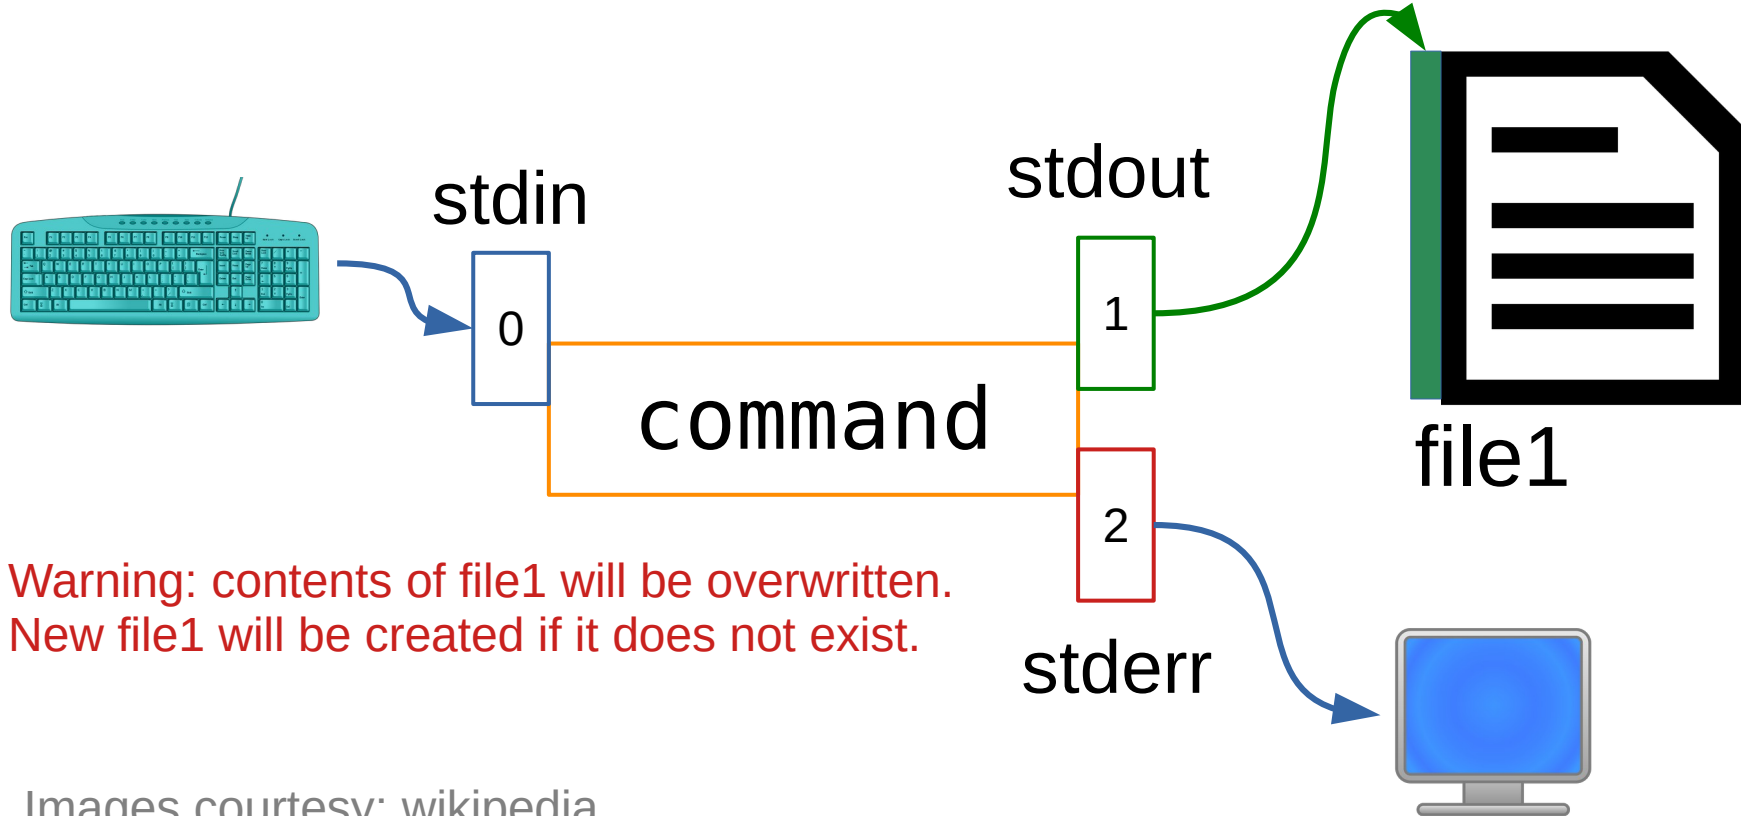 stdin
stdout
0
1
command
file1
2
Warning: contents of file1 will be overwritten.
New file1 will be created if it does not exist.
stderr
Images courtesy: wikipedia